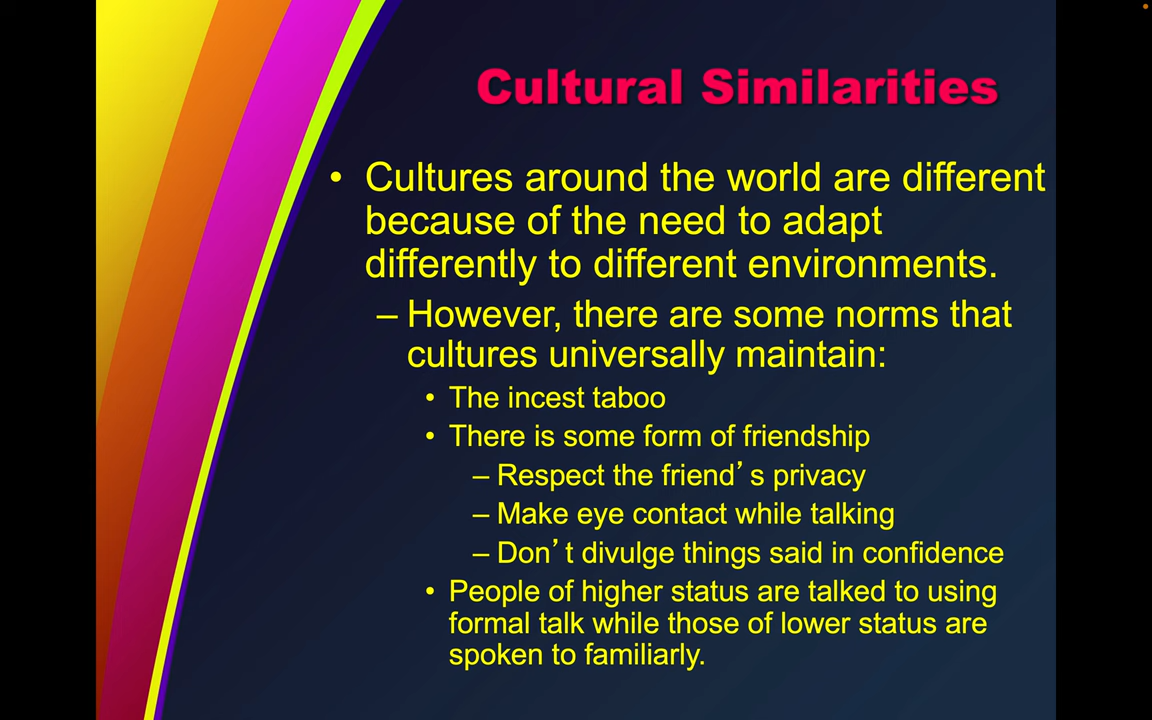 Cultural Similarities
• Cultures around the world are different
because of the need to adapt
differently to different environments.
– However, there are some norms that
cultures universally maintain:
• The incest taboo
• There is some form of friendship
– Respect the friend’s privacy
– Make eye contact while talking
– Don’t divulge things said in confidence
• People of higher status are talked to using
formal talk while those of lower status are
spoken to familiarly.